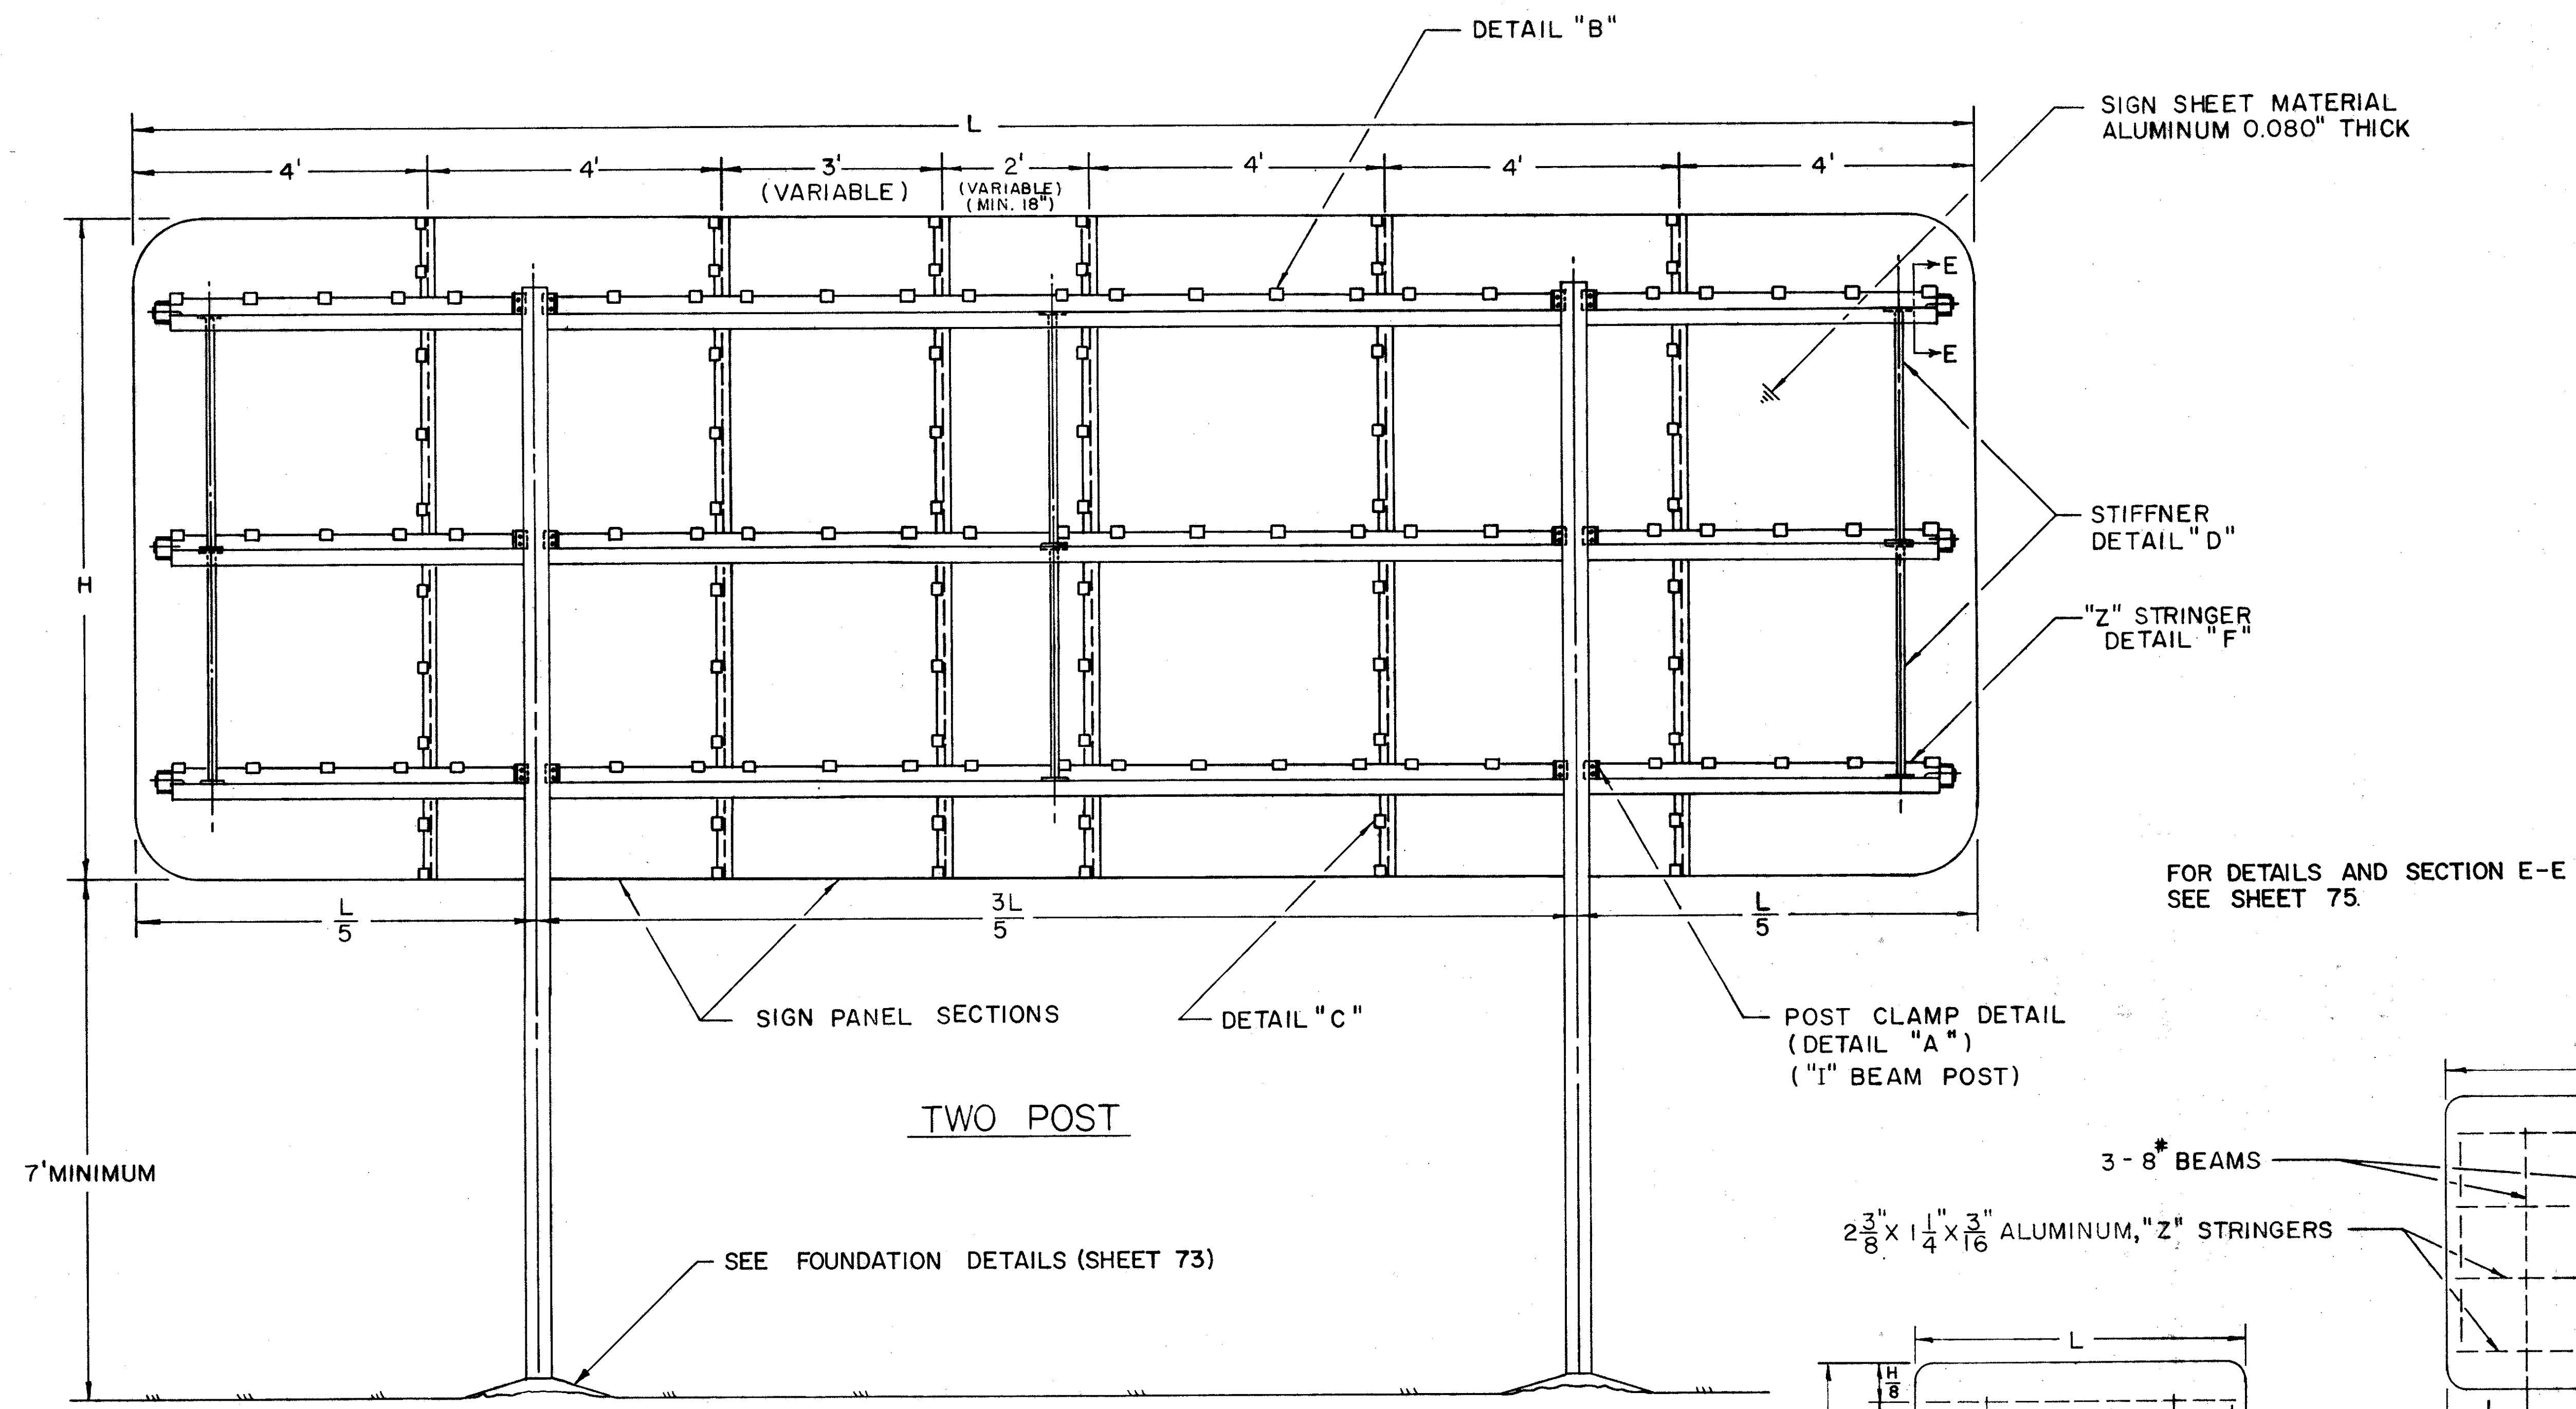 DETAIL "B"
SIGN SHEET MATERIAL
ALUMINUM 0.080" THICK
L
4'
4'
3'
(VARIABLE)
2'
(VARIABLE)
(MIN. 18")
4'
4'
4'
E
E
H
STIFFNER
DETAIL "D"
"Z" STRINGER
DETAIL "F"
FOR DETAILS AND SECTION E-E
SEE SHEET 75.
L
5
3L
5
L
5
SIGN PANEL SECTIONS
DETAIL "C"
POST CLAMP DETAIL
(DETAIL "A")
("I" BEAM POST)
TWO POST
7' MINIMUM
3-8# BEAMS
2 3/8" X 1 1/4" X 3/16" ALUMINUM, "Z" STRINGERS
SEE FOUNDATION DETAILS (SHEET 73)
L
H
8